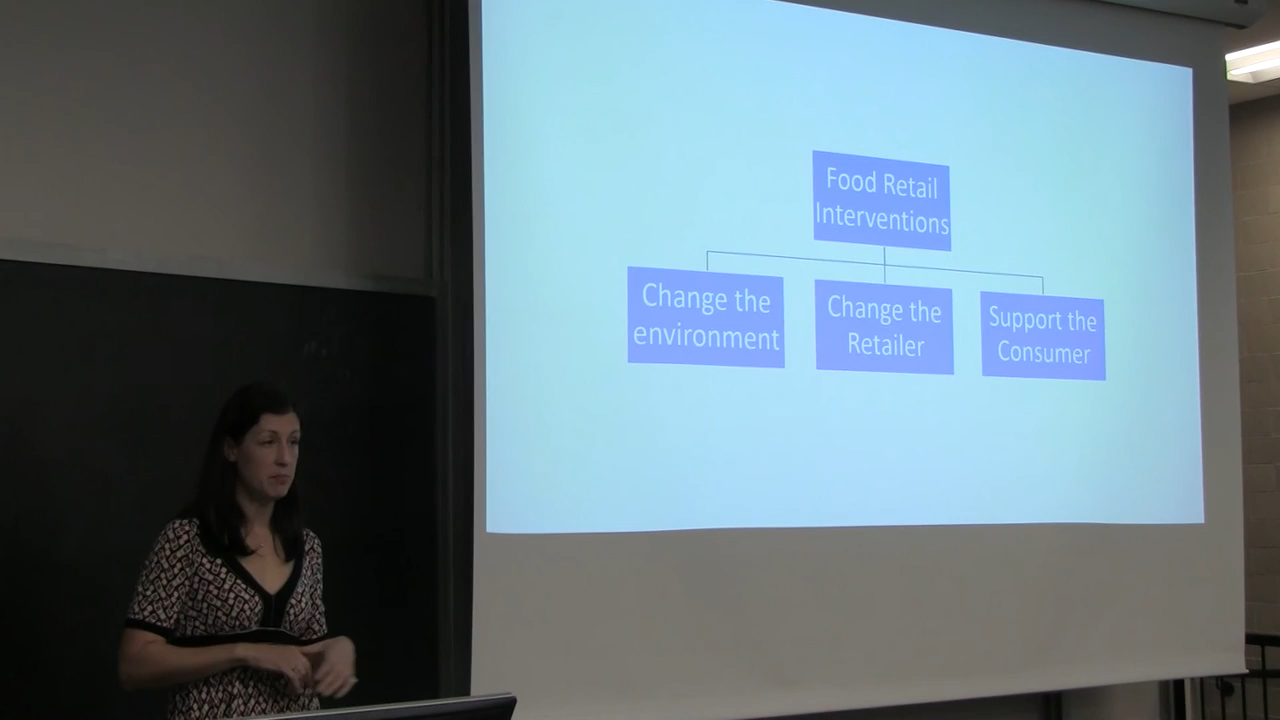 Food Retail
Interventions
Change the
environment
Change the
Retailer
Support the
Consumer